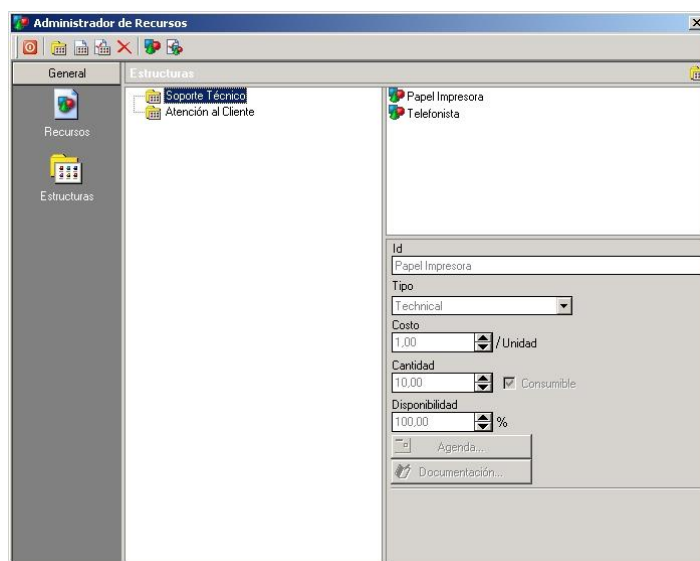 Administrador de Recursos
General
Estructuras
Recursos
Estructuras
Soporte Técnico
Atención al Cliente
Papel Impresora
Telefonista
Id
Papel Impresora
Tipo
Technical
Costo
1,00 /Unidad
Cantidad
10,00 Consumible
Disponibilidad
100,00 %
Agenda...
Documentación...